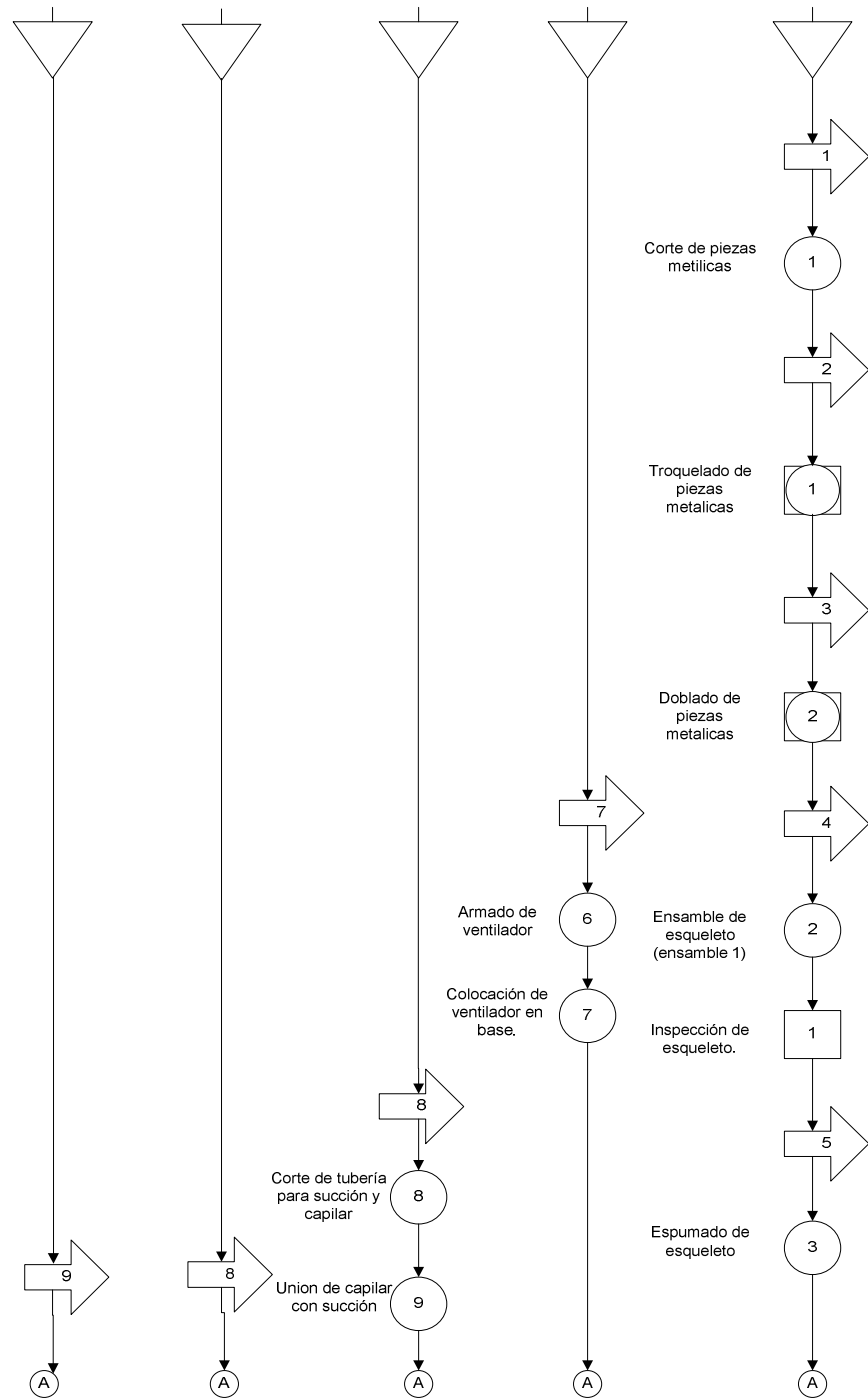 1
Corte de piezas
metilicas
1
2
Troquelado de
piezas
metalicas
1
3
Doblado de
piezas
metalicas
2
7
4
Armado de
ventilador
6
Ensamble de
esqueleto
(ensamble 1)
2
Colocación de
ventilador en
base.
7
Inspección de
esqueleto.
1
8
5
Corte de tubería
para succión y
capilar
8
Espumado de
esqueleto
3
9
8
Union de capilar
con succión
9
A
A
A
A
A